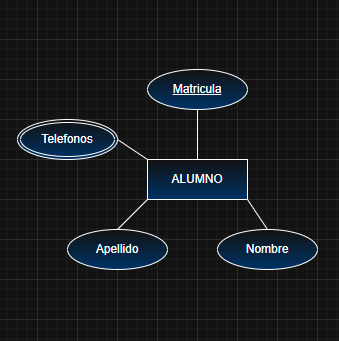 Matricula
Telefonos
ALUMNO
Apellido
Nombre